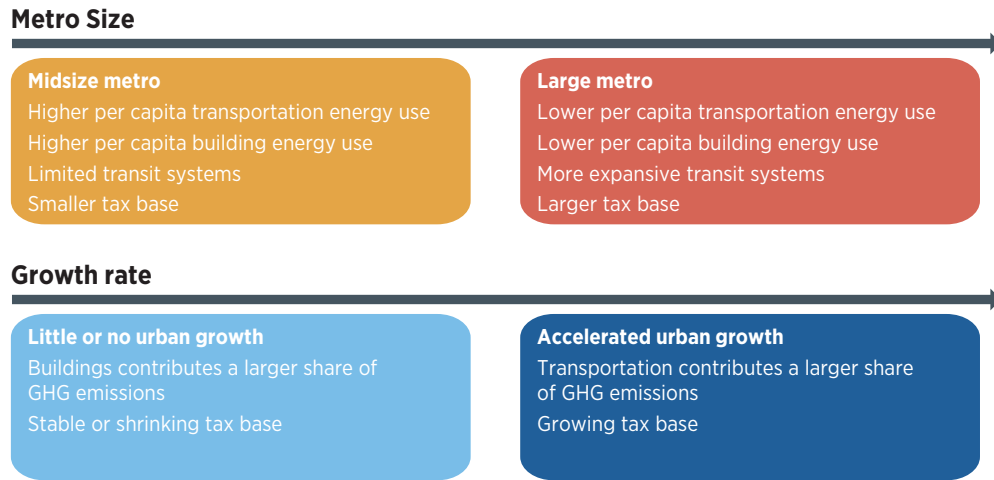 Metro Size
Midsize metro
Higher per capita transportation energy use
Higher per capita building energy use
Limited transit systems
Smaller tax base
Large metro
Lower per capita transportation energy use
Lower per capita building energy use
More expansive transit systems
Larger tax base
Growth rate
Little or no urban growth
Buildings contributes a larger share of
GHG emissions
Stable or shrinking tax base
Accelerated urban growth
Transportation contributes a larger share
of GHG emissions
Growing tax base